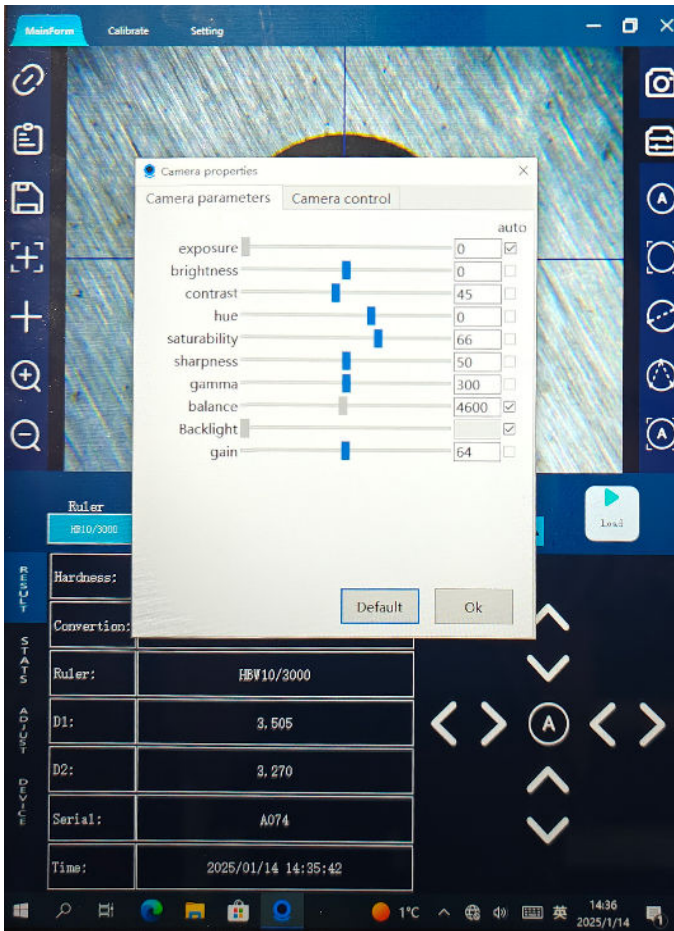 MainForm Calibrate Setting
Camera properties
Camera parameters Camera control
auto
exposure 0
brightness 0
contrast 45
hue 0
saturability 66
sharpness 50
gamma 300
balance 4600
Backlight
gain 64
Default Ok
Ruler
HB10/3000
Load
RESULT
STATS
ADJUST
DEVICE
Hardness:
Convertion:
Ruler: HBW10/3000
D1: 3.505
D2: 3.270
Serial: A074
Time: 2025/01/14 14:35:42
A
A
A
A
1°C 英 14:36
2025/1/14
1